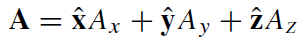 𝐀 = 𝐱̂A_x + 𝐲̂A_y + 𝐳̂A_Z